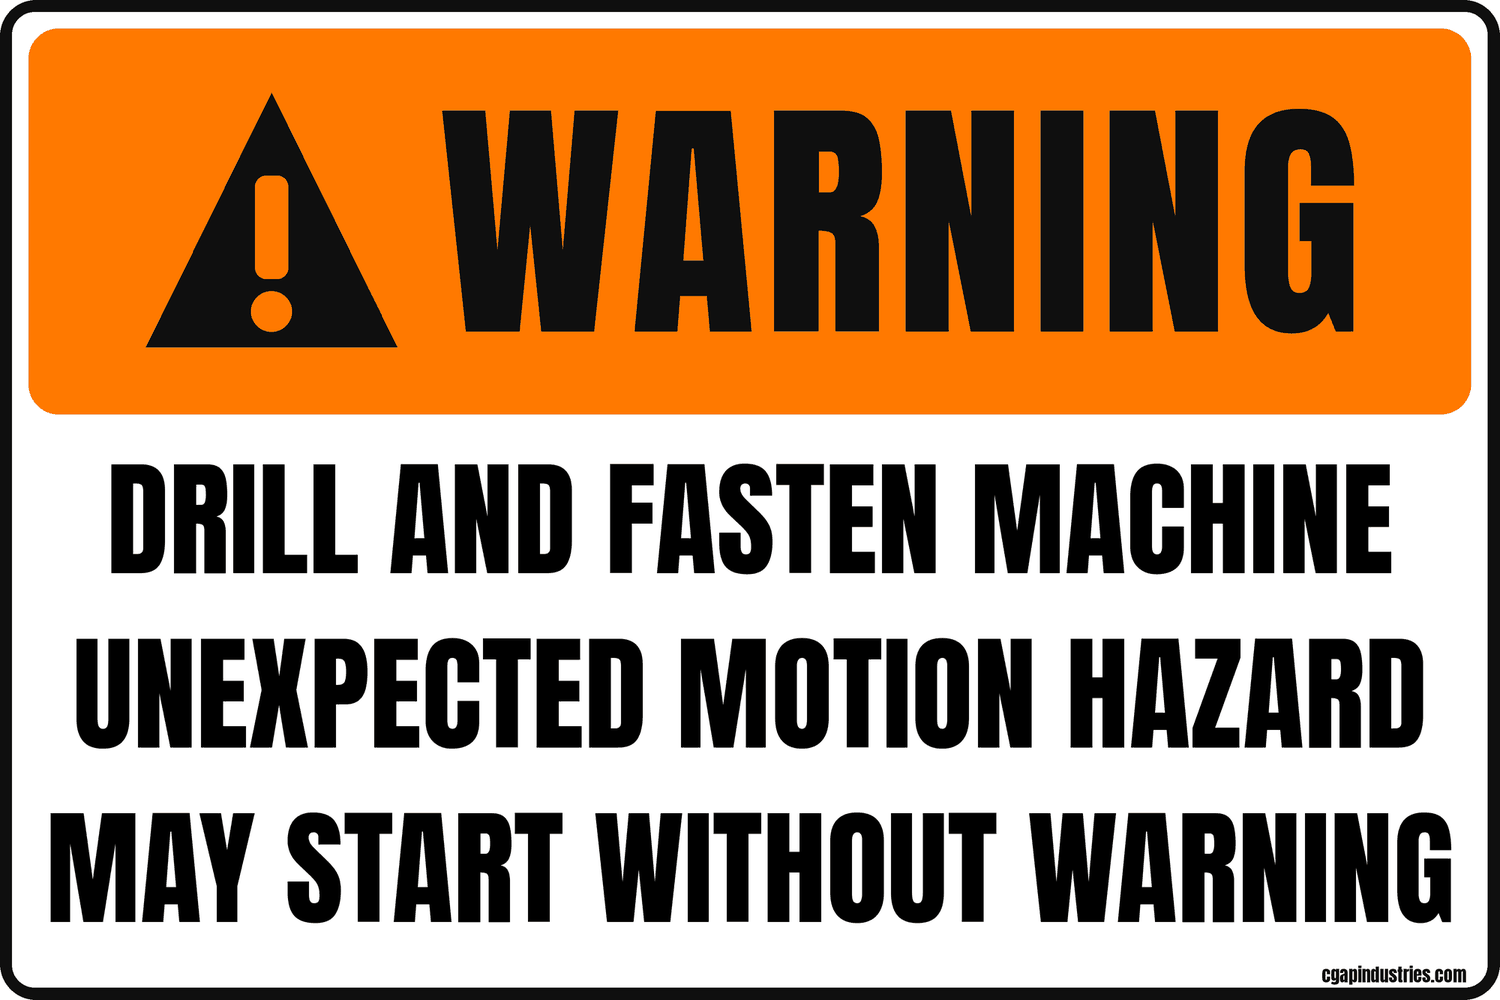 WARNING
DRILL AND FASTEN MACHINE
UNEXPECTED MOTION HAZARD
MAY START WITHOUT WARNING
cgapindustries.com